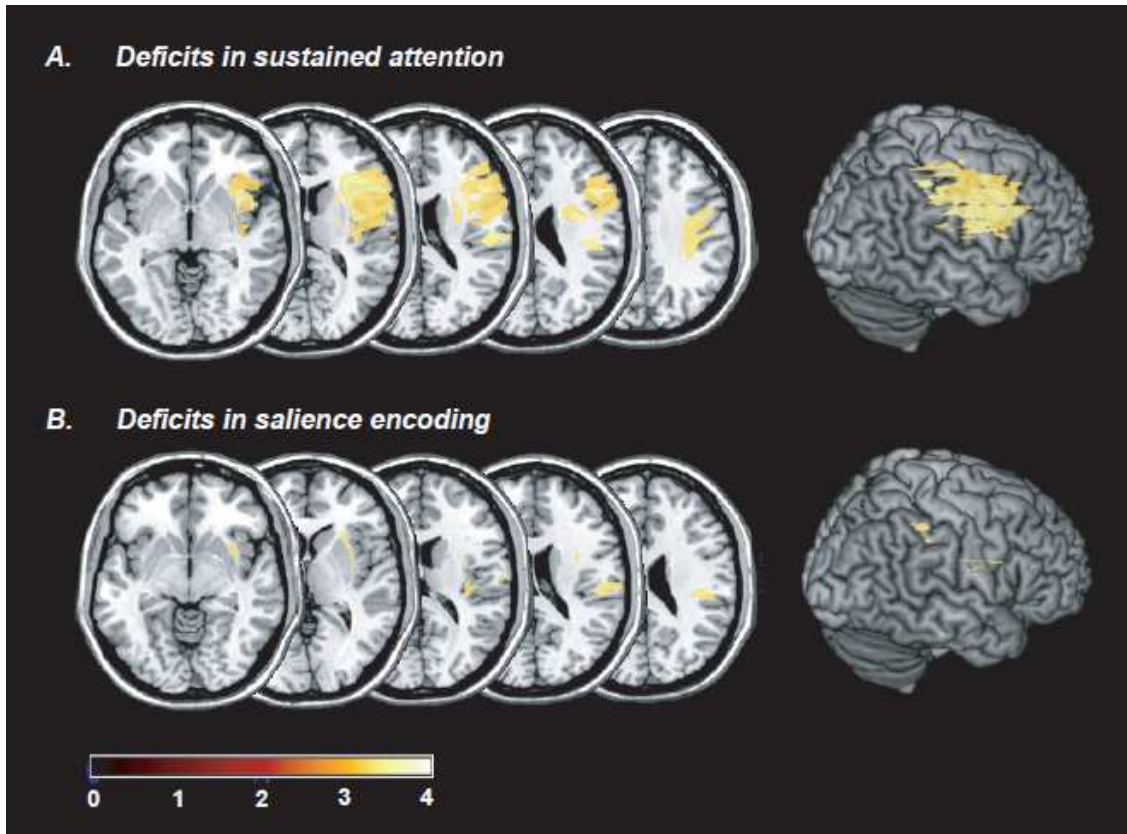 A. Deficits in sustained attention
B. Deficits in salience encoding
0 1 2 3 4